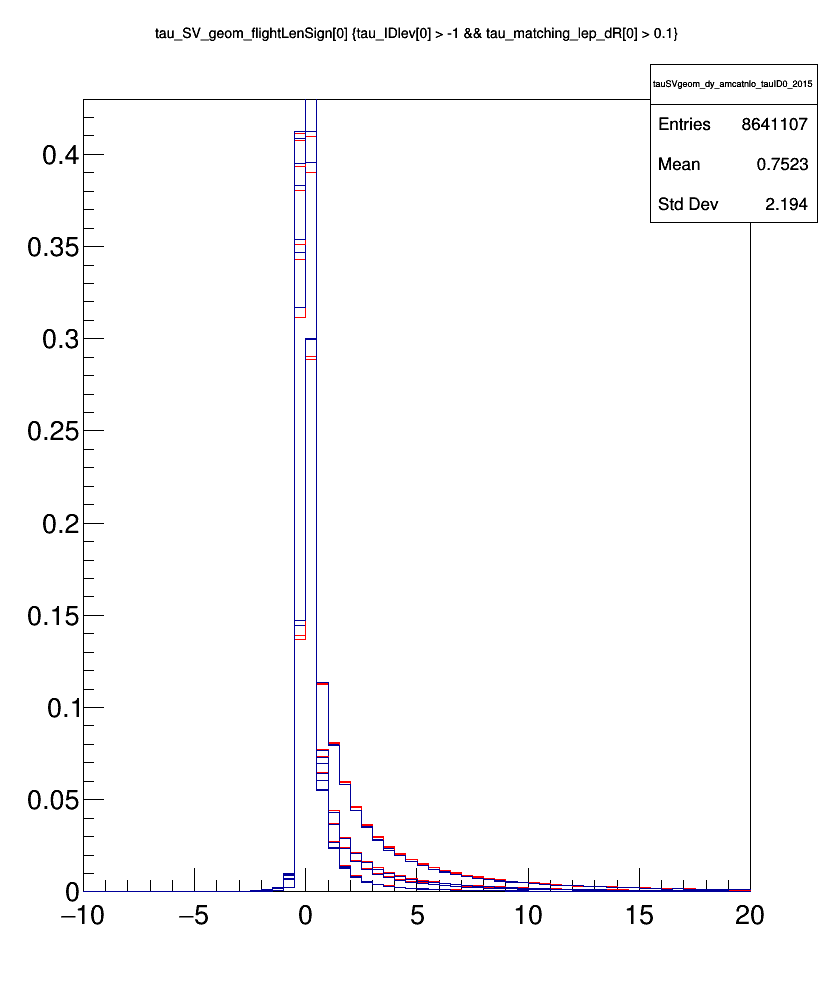 tau_SV_geom_flightLenSign[0] {tau_IDlev[0] > -1 && tau_matching_lep_dR[0] > 0.1}
tauSVgeom_dy_amcatnlo_tauID0_2015
Entries 8641107
Mean 0.7523
Std Dev 2.194
0.4
0.35
0.3
0.25
0.2
0.15
0.1
0.05
0
−10 −5 0 5 10 15 20